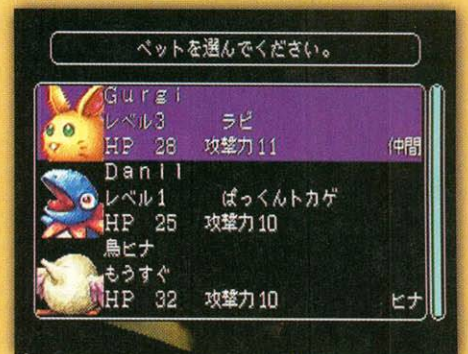 ペットを選んでください。
Gurgi
レベル3 ラビ
HP 28 攻撃力11 仲間
Danil
レベル1 ぱっくんトカゲ
HP 25 攻撃力10
鳥ヒナ
もうすぐ
HP 32 攻撃力10 ヒナ